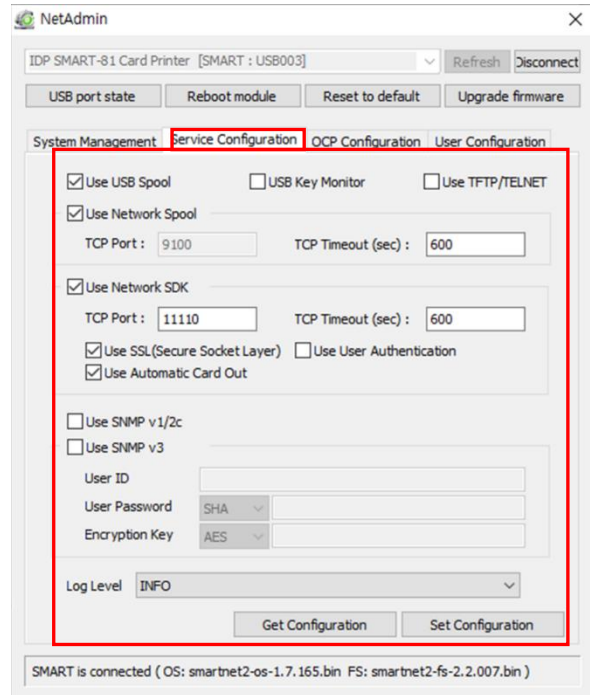 NetAdmin
IDP SMART-81 Card Printer [SMART : USB003] Refresh Disconnect
USB port state Reboot module Reset to default Upgrade firmware
System Management Service Configuration OCP Configuration User Configuration
Use USB Spool USB Key Monitor Use TFTP/TELNET
Use Network Spool
TCP Port : 9100 TCP Timeout (sec) : 600
Use Network SDK
TCP Port : 11110 TCP Timeout (sec) : 600
Use SSL(Secure Socket Layer) Use User Authentication
Use Automatic Card Out
Use SNMP v1/2c
Use SNMP v3
User ID
User Password SHA
Encryption Key AES
Log Level INFO
Get Configuration Set Configuration
SMART is connected ( OS: smartnet2-os-1.7.165.bin FS: smartnet2-fs-2.2.007.bin )